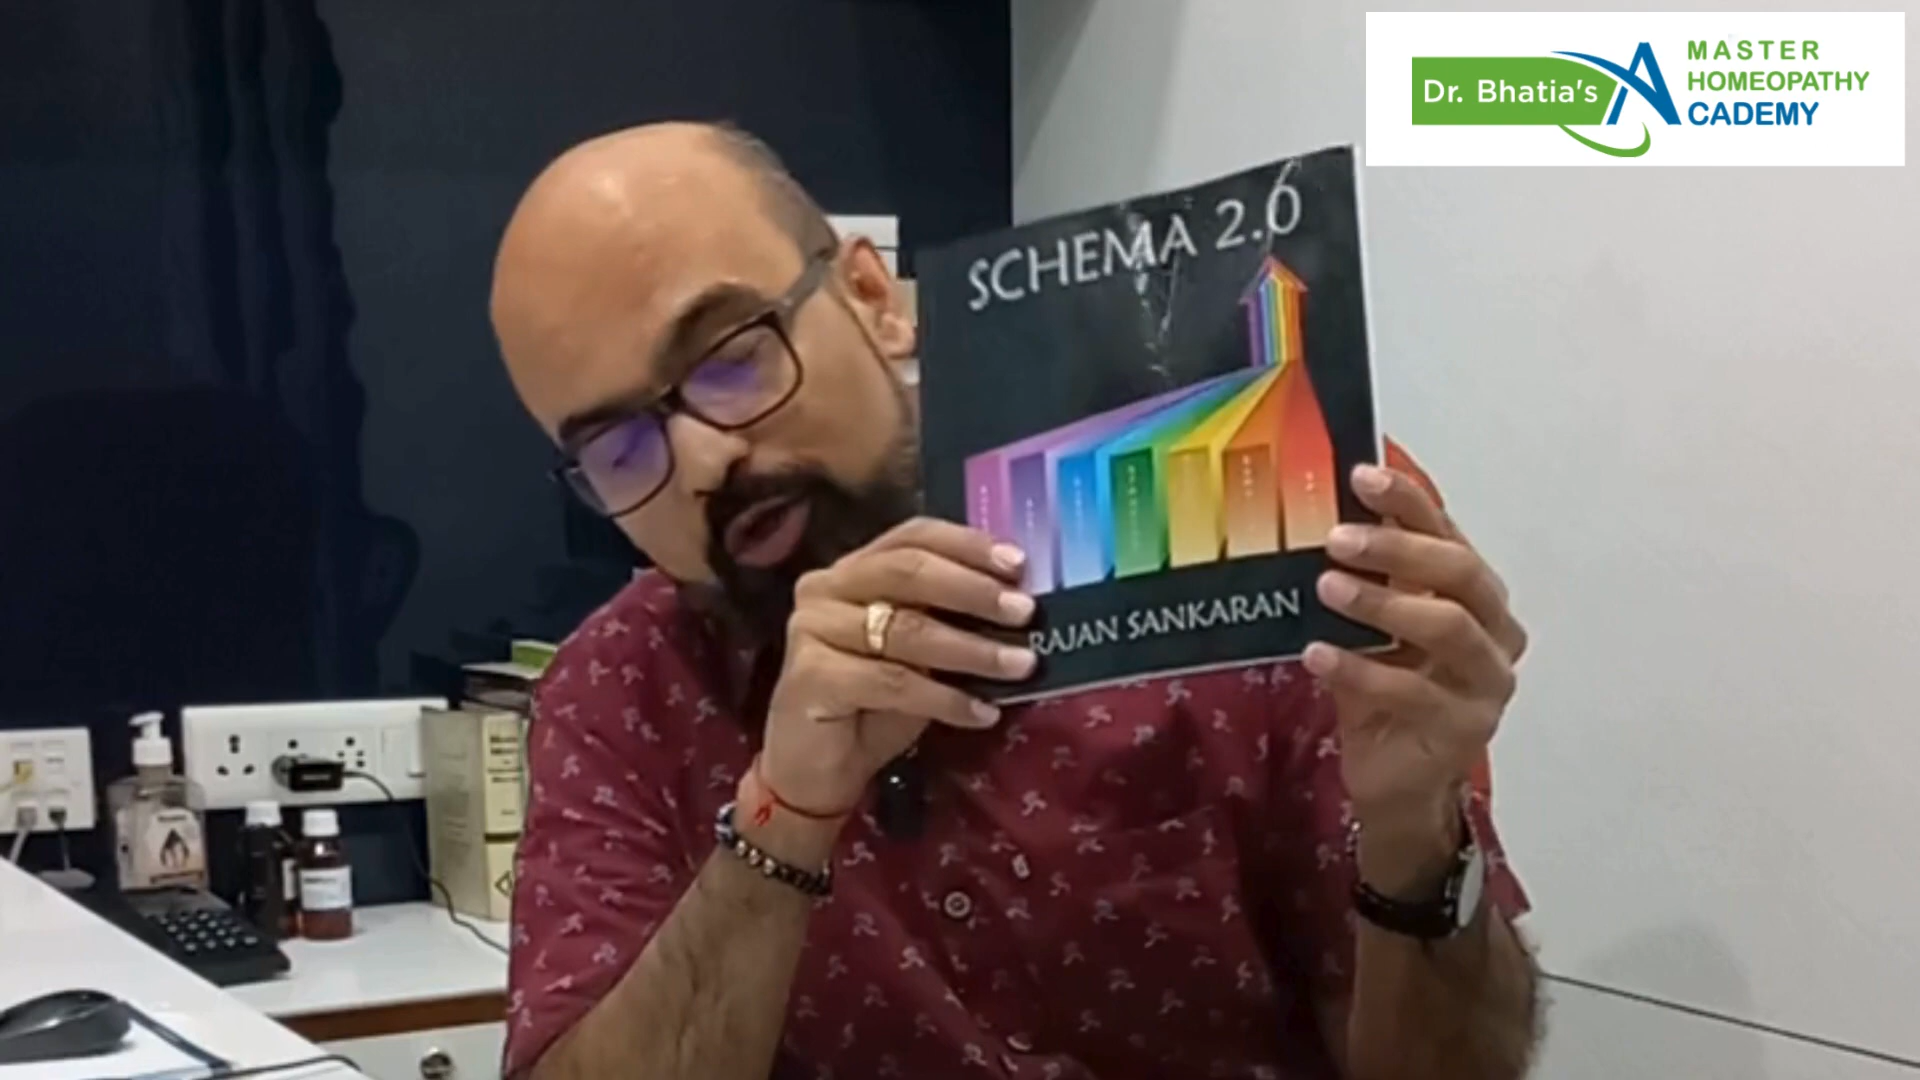 Dr. Bhatia's
MASTER
HOMEOPATHY
ACADEMY
SCHEMA 2.0
RAJAN SANKARAN